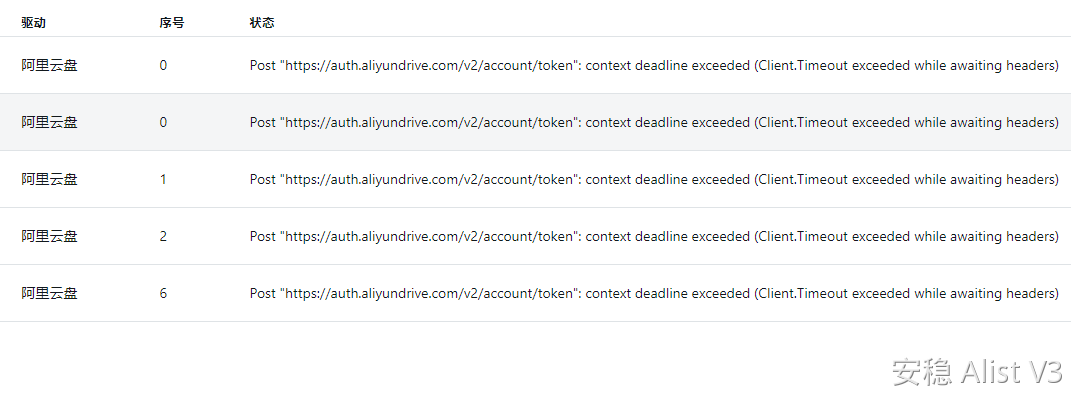 驱动 序号 状态
阿里云盘 0 Post "https://auth.aliyundrive.com/v2/account/token": context deadline exceeded (Client.Timeout exceeded while awaiting headers)
阿里云盘 0 Post "https://auth.aliyundrive.com/v2/account/token": context deadline exceeded (Client.Timeout exceeded while awaiting headers)
阿里云盘 1 Post "https://auth.aliyundrive.com/v2/account/token": context deadline exceeded (Client.Timeout exceeded while awaiting headers)
阿里云盘 2 Post "https://auth.aliyundrive.com/v2/account/token": context deadline exceeded (Client.Timeout exceeded while awaiting headers)
阿里云盘 6 Post "https://auth.aliyundrive.com/v2/account/token": context deadline exceeded (Client.Timeout exceeded while awaiting headers)
安稳 Alist V3